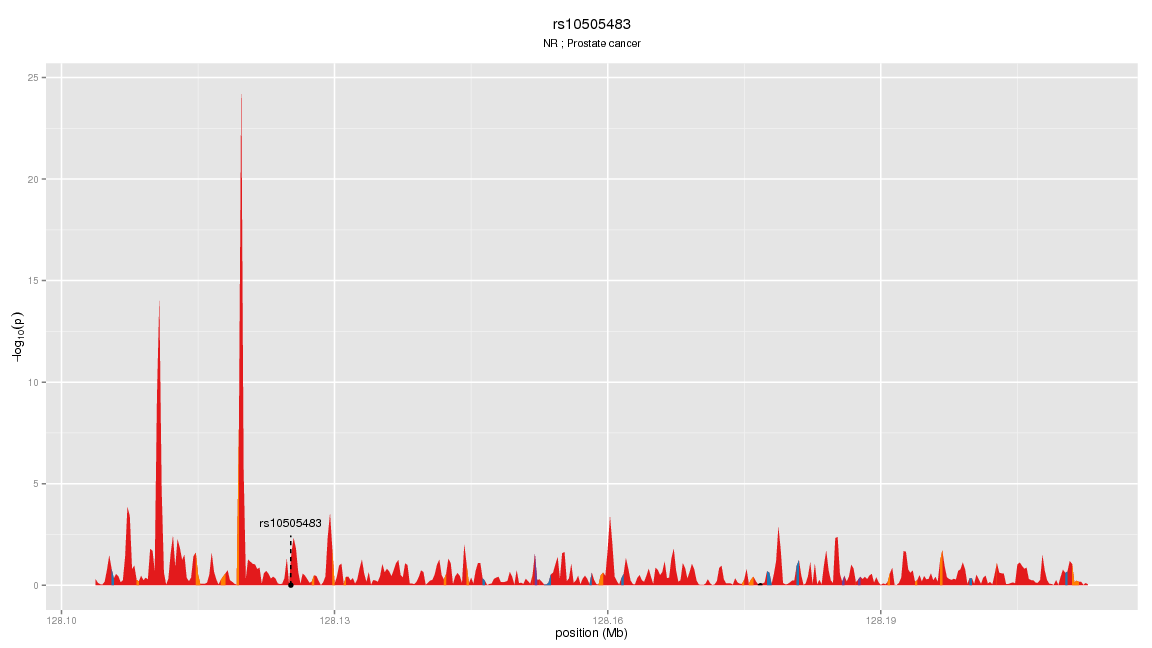 rs10505483
NR ; Prostate cancer
25
20
15
10
5
0
−log10(p)
rs10505483
128.10
128.13
128.16
128.19
position (Mb)